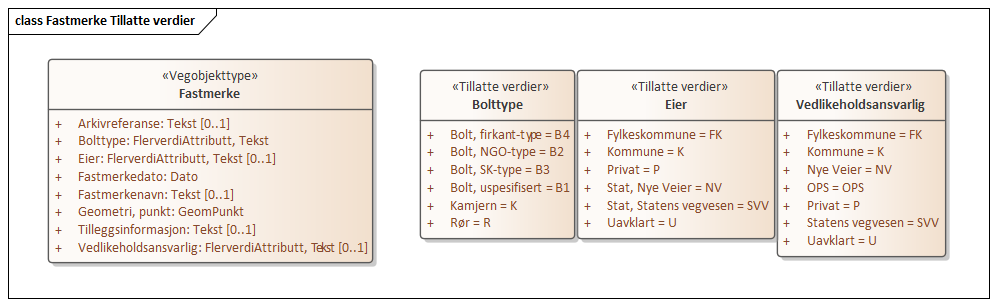 class Fastmerke Tillatte verdier
«Vegobjekttype»
Fastmerke
+ Arkivreferanse: Tekst [0..1]
+ Bolttype: FlerverdiAttributt, Tekst
+ Eier: FlerverdiAttributt, Tekst [0..1]
+ Fastmerkedato: Dato
+ Fastmerkenavn: Tekst [0..1]
+ Geometri, punkt: GeomPunkt
+ Tilleggsinformasjon: Tekst [0..1]
+ Vedlikeholdsansvarlig: FlerverdiAttributt, Tekst [0..1]
«Tillatte verdier»
Bolttype
+ Bolt, firkant-type = B4
+ Bolt, NGO-type = B2
+ Bolt, SK-type = B3
+ Bolt, uspesifisert = B1
+ Kamjern = K
+ Rør = R
«Tillatte verdier»
Eier
+ Fylkeskommune = FK
+ Kommune = K
+ Privat = P
+ Stat, Nye Veier = NV
+ Stat, Statens vegvesen = SVV
+ Uavklart = U
«Tillatte verdier»
Vedlikeholdsansvarlig
+ Fylkeskommune = FK
+ Kommune = K
+ Nye Veier = NV
+ OPS = OPS
+ Privat = P
+ Statens vegvesen = SVV
+ Uavklart = U